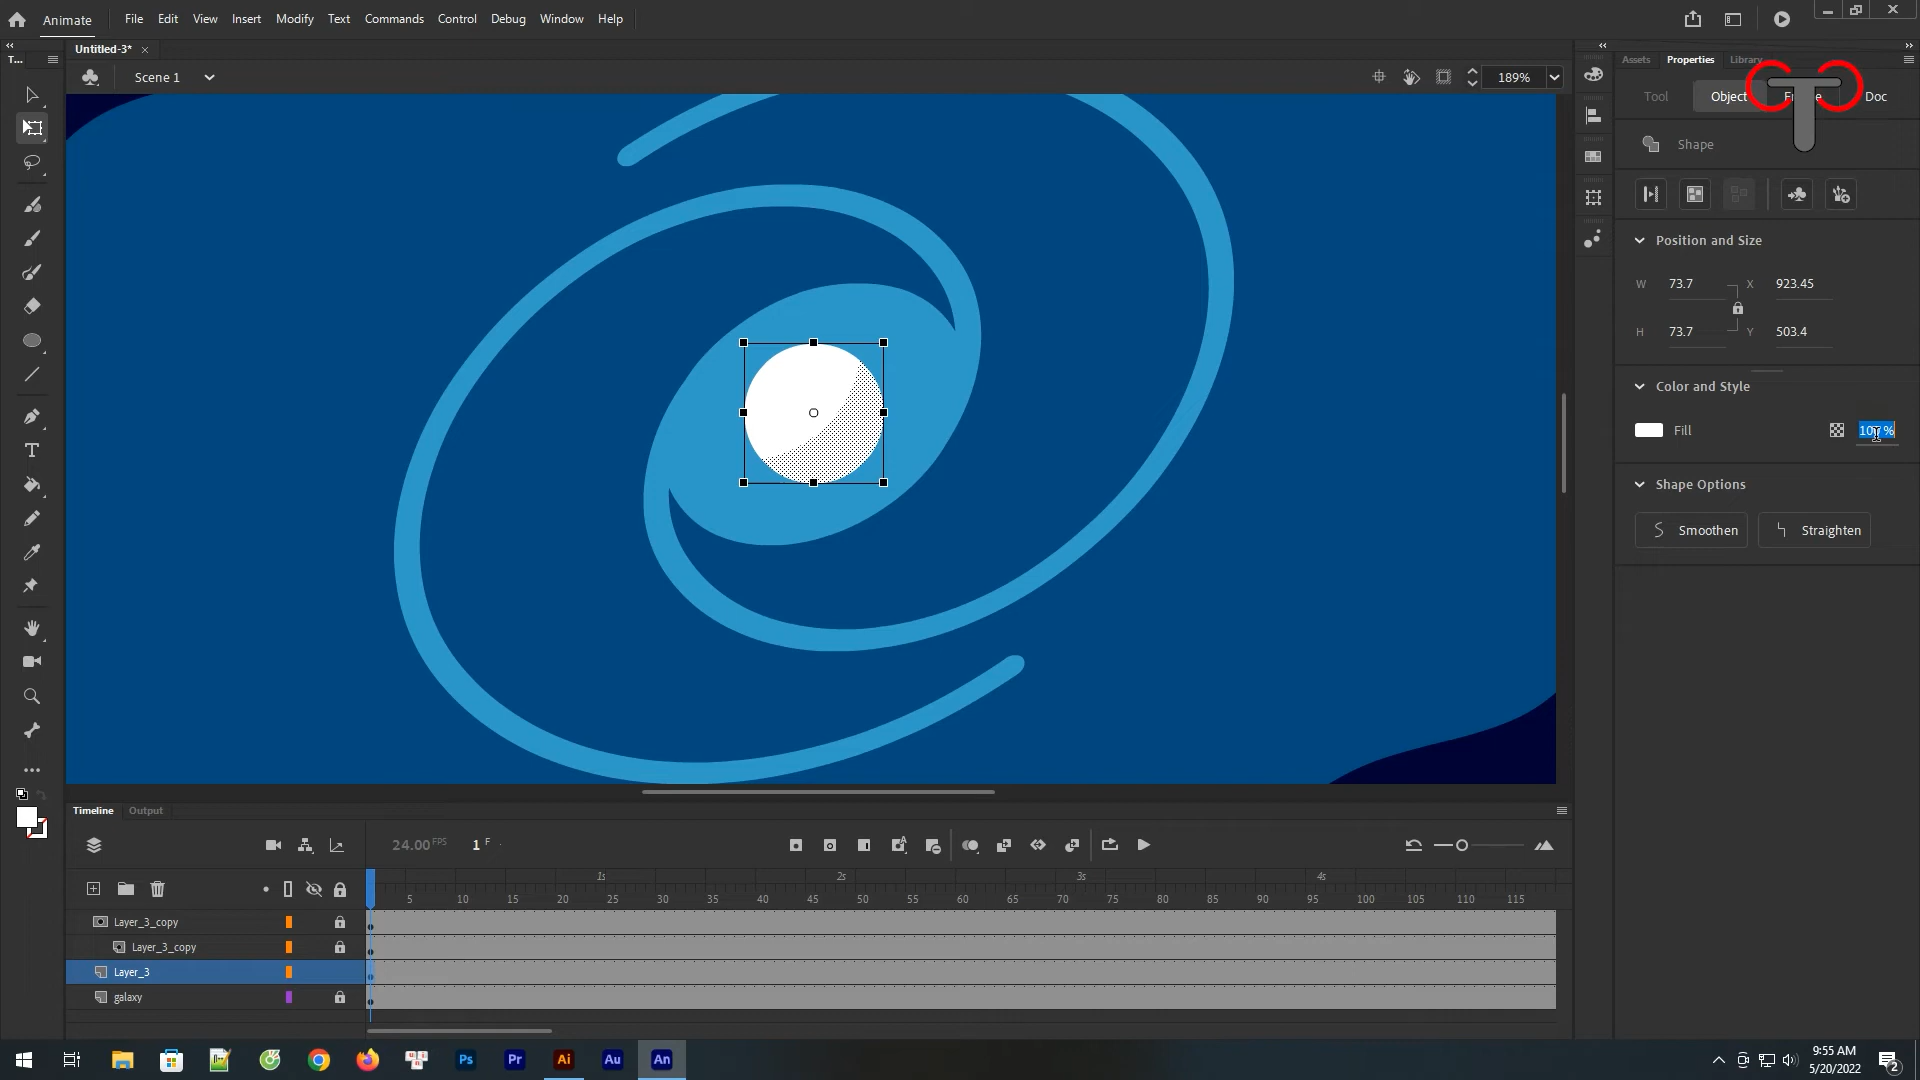 Animate File Edit View Insert Modify Text Commands Control Debug Window Help
Untitled-3*
T...
Assets Properties Library
Scene 1
189%
Tool Object Doc
Shape
Position and Size
W 73.7 X 923.45
H 73.7 Y 503.4
Color and Style
Fill
Shape Options
Smoothen Straighten
Timeline Output
24.00 FPS 1 F
1s 2s 3s 4s
5 10 15 20 25 30 35 40 45 50 55 60 65 70 75 80 85 90 95 100 105 110 115
Layer_3_copy
Layer_3_copy
Layer_3
galaxy
Ps Pr Ai Au An
9:55 AM
5/20/2022
2